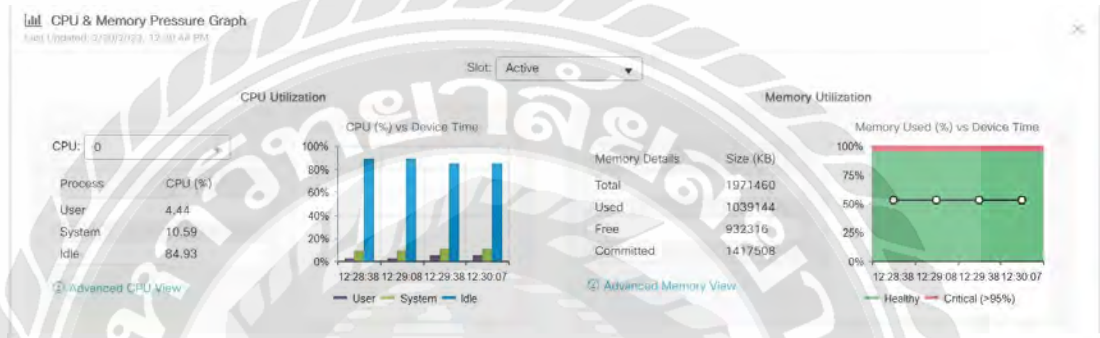 CPU & Memory Pressure Graph
Slot: Active
CPU Utilization
CPU: 0
Process CPU (%)
User 4.44
System 10.59
Idle 84.93
Advanced CPU View
CPU (%) vs Device Time
100%
80%
60%
40%
20%
0%
12:28:38 12:29:08 12:29:38 12:30:07
User System Idle
Memory Utilization
Memory Details Size (KB)
Total 1971460
Used 1039144
Free 932316
Committed 1417508
Advanced Memory View
Memory Used (%) vs Device Time
100%
75%
50%
25%
0%
12:28:38 12:29:08 12:29:38 12:30:07
Healthy Critical (>95%)